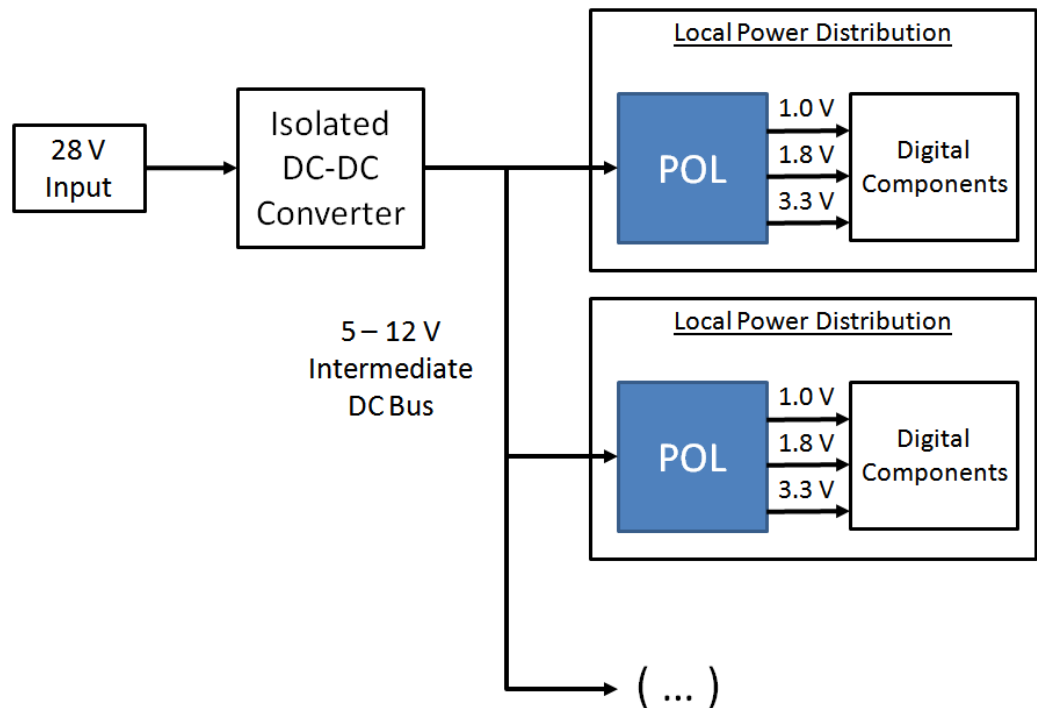 28 V
Input
Isolated
DC-DC
Converter
5 – 12 V
Intermediate
DC Bus
Local Power Distribution
POL
1.0 V
1.8 V
3.3 V
Digital
Components
Local Power Distribution
POL
1.0 V
1.8 V
3.3 V
Digital
Components
( ... )